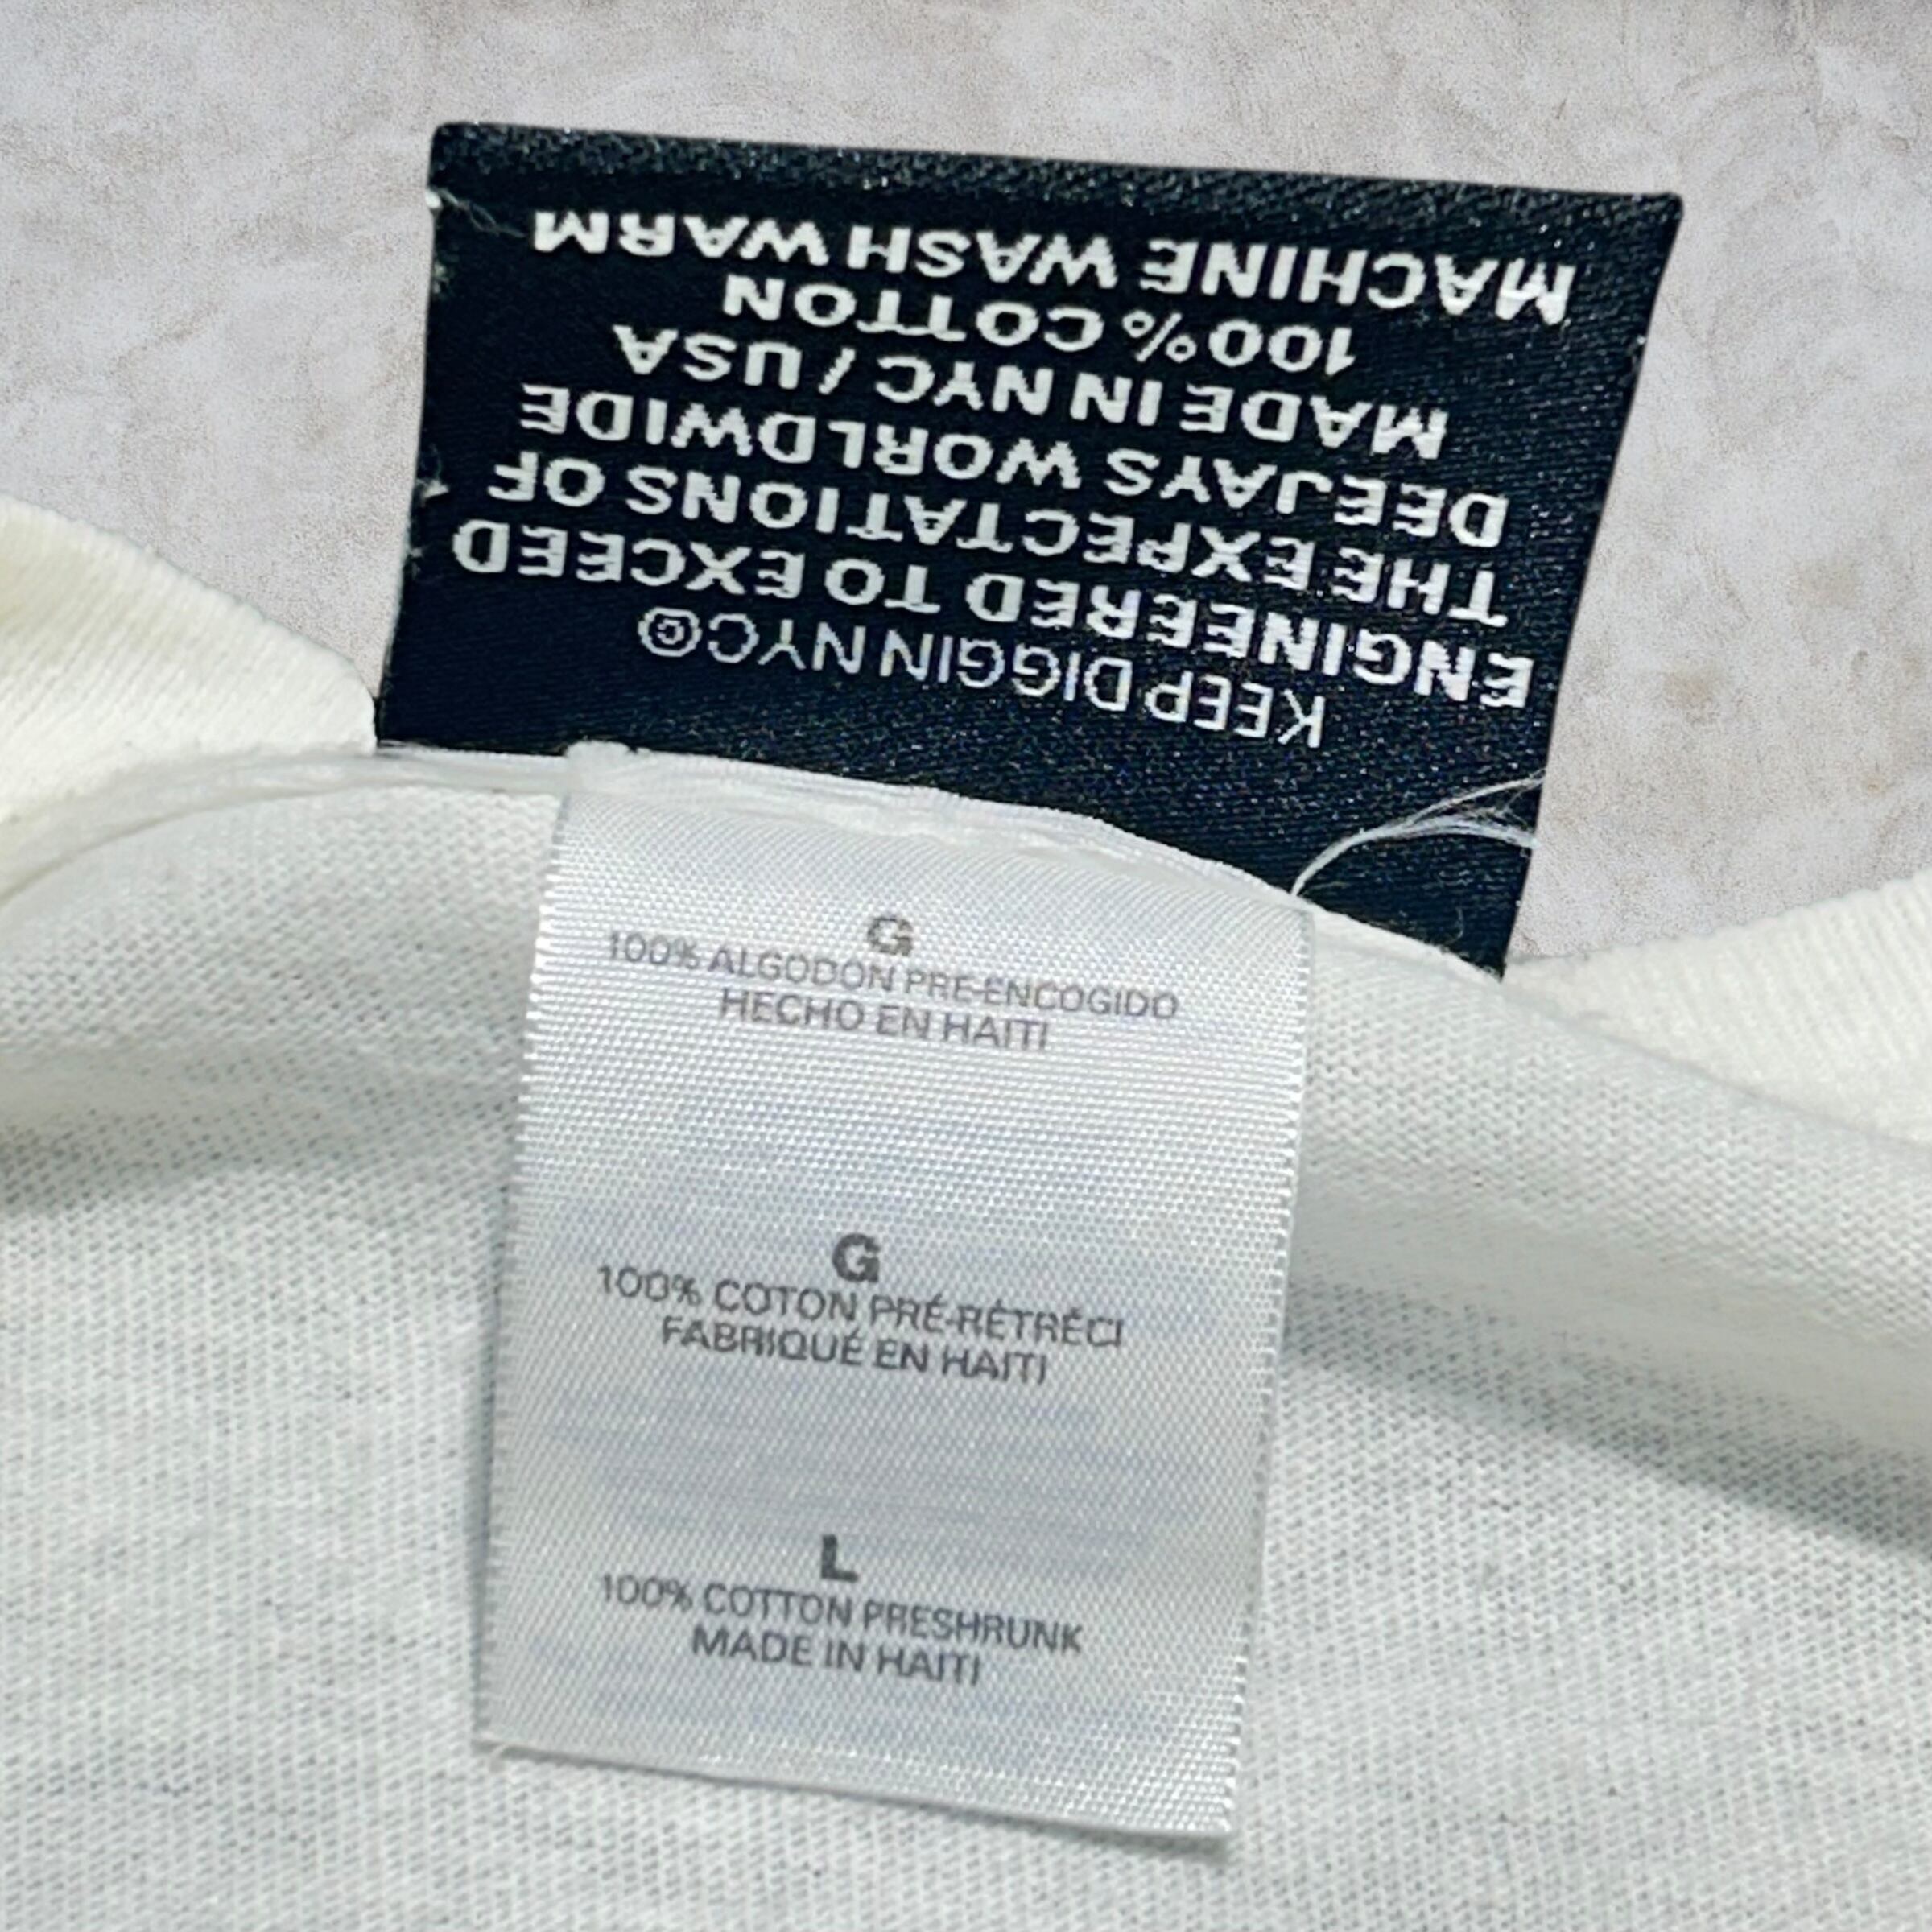 KEEP DIGGIN NYC©
ENGINEERED TO EXCEED
THE EXPECTATIONS OF
DEEJAYS WORLDWIDE
MADE IN NYC / USA
100% COTTON
MACHINE WASH WARM
G
100% ALGODON PRE-ENCOGIDO
HECHO EN HAITI
G
100% COTON PRÉ-RÉTRÉCI
FABRIQUÉ EN HAITI
L
100% COTTON PRESHRUNK
MADE IN HAITI